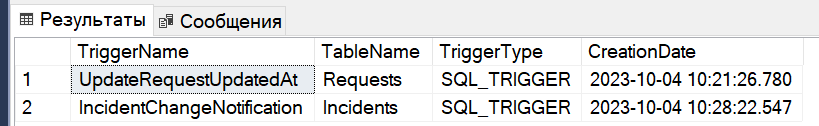 Результаты Сообщения
TriggerName TableName TriggerType CreationDate
1 UpdateRequestUpdatedAt Requests SQL_TRIGGER 2023-10-04 10:21:26.780
2 IncidentChangeNotification Incidents SQL_TRIGGER 2023-10-04 10:28:22.547